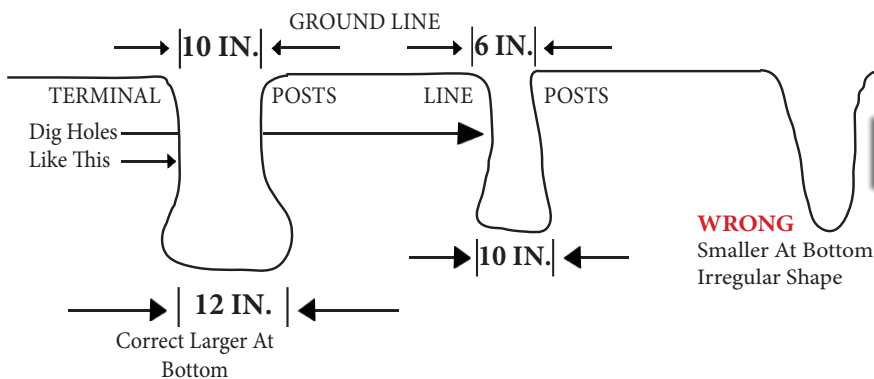 GROUND LINE
10 IN.
6 IN.
TERMINAL
POSTS
LINE
POSTS
Dig Holes
Like This
WRONG
Smaller At Bottom
Irregular Shape
10 IN.
12 IN.
Correct Larger At
Bottom